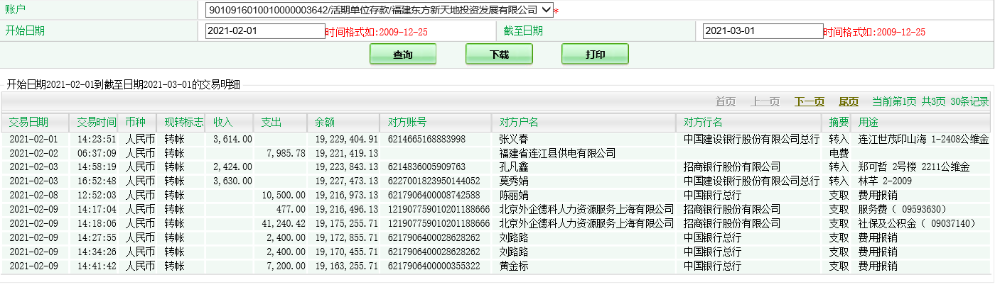 账户 9010916010010000003642/活期单位存款/福建东方新天地投资发展有限公司 *
开始日期 2021-02-01 时间格式如:2009-12-25 截至日期 2021-03-01 时间格式如:2009-12-25
查询 下载 打印
开始日期2021-02-01到截至日期2021-03-01的交易明细
首页 上一页 下一页 尾页 当前第1页 共3页 30条记录
交易日期 交易时间 币种 现转标志 收入 支出 余额 对方账号 对方户名 对方行名 摘要 用途
2021-02-01 14:23:51 人民币 转帐 3,614.00 19,229,404.91 6214665168883998 张义春 中国建设银行股份有限公司总行 转入 连江世茂印山海 1-2408公维金
2021-02-02 06:37:09 人民币 转帐 7,985.78 19,221,419.13 福建省连江县供电有限公司 电费
2021-02-03 14:58:19 人民币 转帐 2,424.00 19,223,843.13 6214836005909763 孔凡鑫 招商银行股份有限公司 转入 郑可哲 2号楼 2211公维金
2021-02-03 16:52:48 人民币 转帐 3,630.00 19,227,473.13 6227001823950144052 莫秀娟 中国建设银行股份有限公司总行 转入 林芊 2-2009
2021-02-08 12:52:03 人民币 转帐 10,500.00 19,216,973.13 6217906400008742588 陈丽娟 中国银行总行 支取 费用报销
2021-02-09 14:17:04 人民币 转帐 477.00 19,216,496.13 121907759010201188666 北京外企德科人力资源服务上海有限公司 招商银行股份有限公司 支取 服务费（ 09593630）
2021-02-09 14:18:06 人民币 转帐 41,240.42 19,175,255.71 121907759010201188666 北京外企德科人力资源服务上海有限公司 招商银行股份有限公司 支取 社保及公积金（ 09037140）
2021-02-09 14:27:55 人民币 转帐 2,400.00 19,172,855.71 6217906400028628262 刘路路 中国银行总行 支取 费用报销
2021-02-09 14:34:26 人民币 转帐 2,400.00 19,170,455.71 6217906400028628262 刘路路 中国银行总行 支取 费用报销
2021-02-09 14:41:42 人民币 转帐 7,200.00 19,163,255.71 6217906400000355322 黄金标 中国银行总行 支取 费用报销